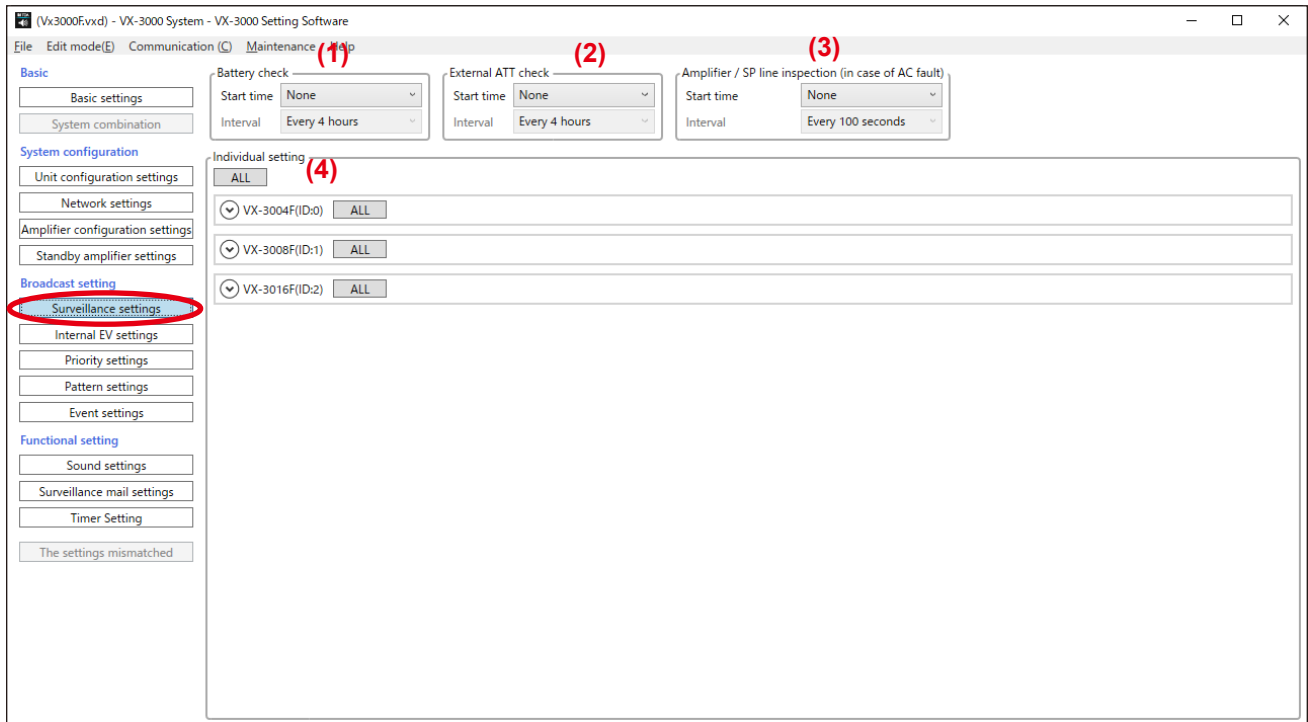 (Vx3000F.vxd) - VX-3000 System - VX-3000 Setting Software
File Edit mode(E) Communication (C) Maintenance Help
(1)
(2)
(3)
Basic
Basic settings
System combination
System configuration
Unit configuration settings
Network settings
Amplifier configuration settings
Standby amplifier settings
Broadcast setting
Surveillance settings
Internal EV settings
Priority settings
Pattern settings
Event settings
Functional setting
Sound settings
Surveillance mail settings
Timer Setting
The settings mismatched
Battery check
Start time None
Interval Every 4 hours
External ATT check
Start time None
Interval Every 4 hours
Amplifier / SP line inspection (in case of AC fault)
Start time None
Interval Every 100 seconds
Individual setting
(4)
ALL
VX-3004F(ID:0) ALL
VX-3008F(ID:1) ALL
VX-3016F(ID:2) ALL